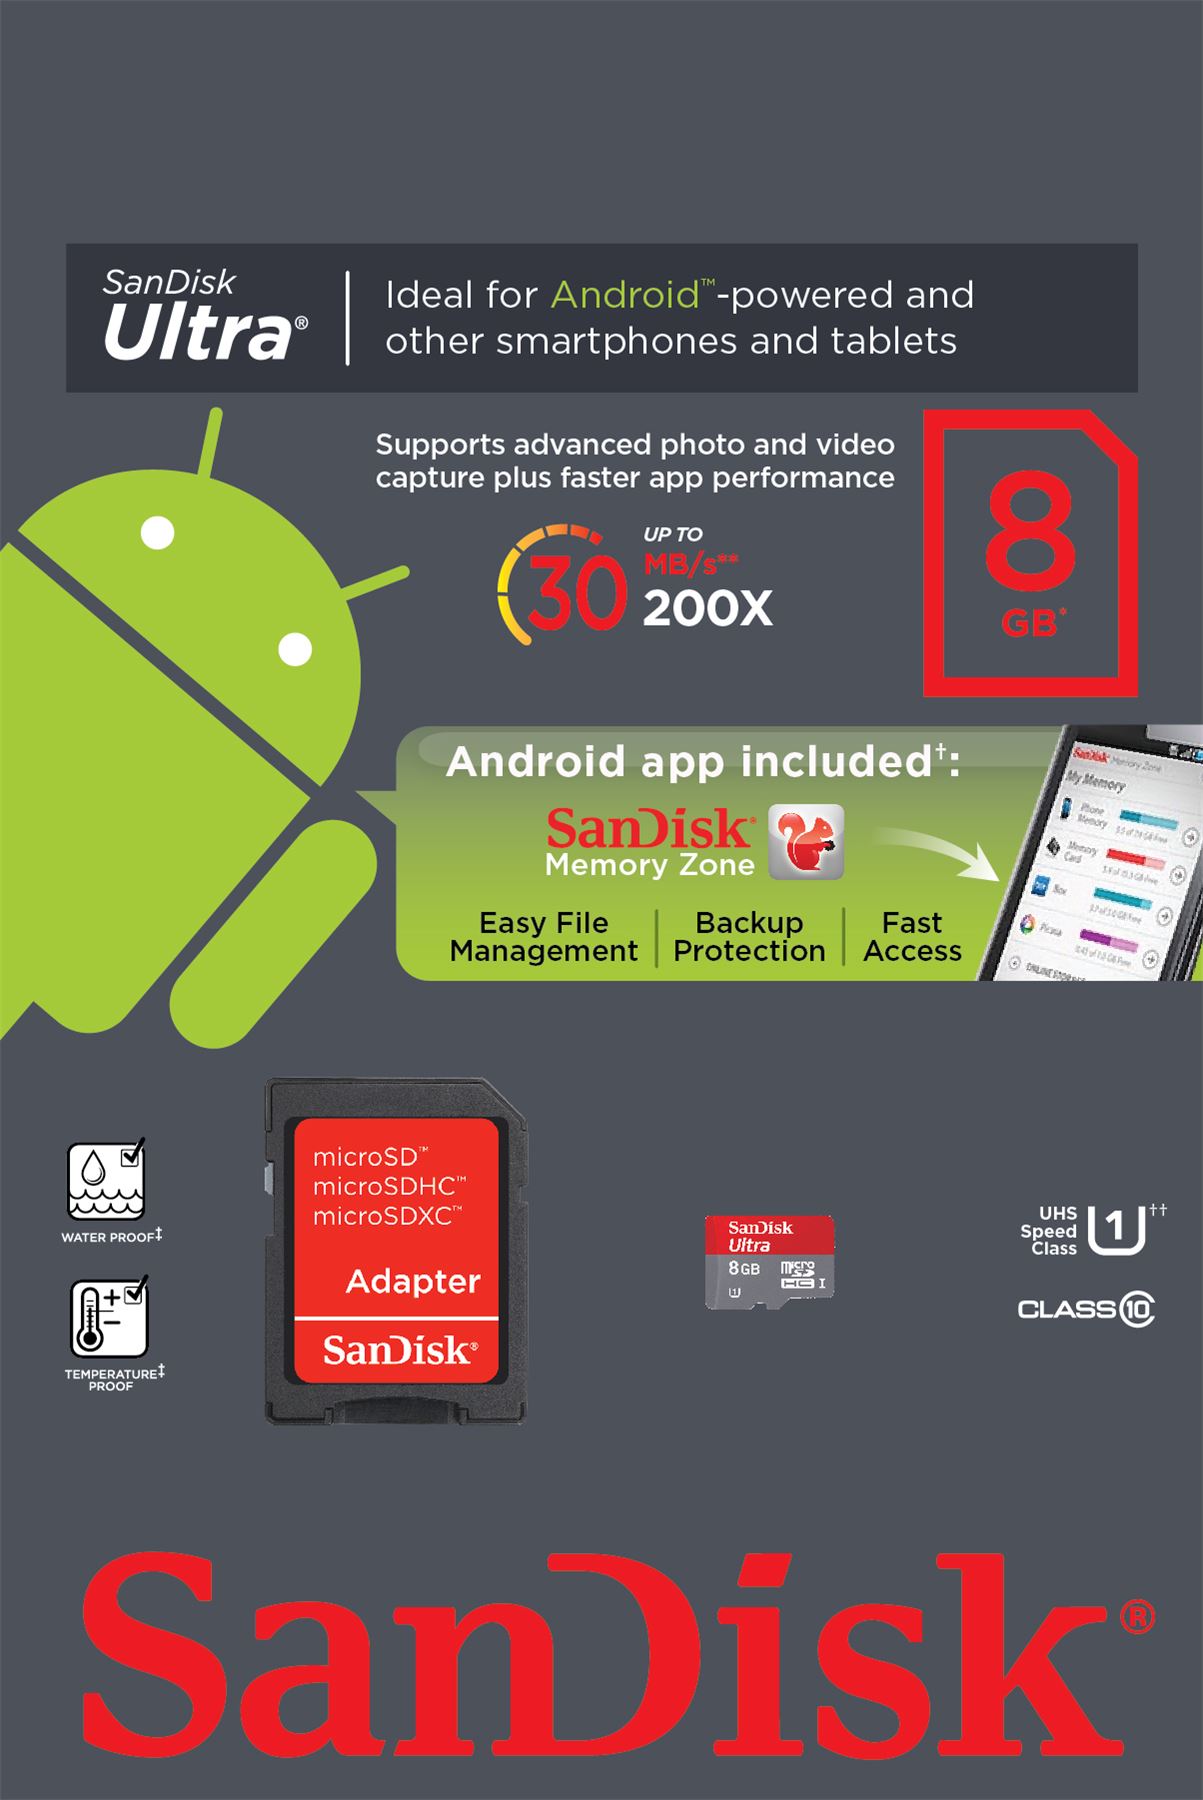 SanDisk
Ultra®
Ideal for Android™-powered and
other smartphones and tablets
Supports advanced photo and video
capture plus faster app performance
30
UP TO
MB/s**
200X
8
GB*
Android app included†:
SanDisk®
Memory Zone
Easy File
Management
Backup
Protection
Fast
Access
SanDisk Memory Zone
My Memory
Phone
Memory
Memory
Card
Box
Picasa
WATER PROOF‡
TEMPERATURE‡
PROOF
microSD™
microSDHC™
microSDXC™
Adapter
SanDisk®
SanDisk
Ultra
8GB
micro
SD
HC I
1
UHS
Speed
Class
1††
CLASS 10
SanDisk®